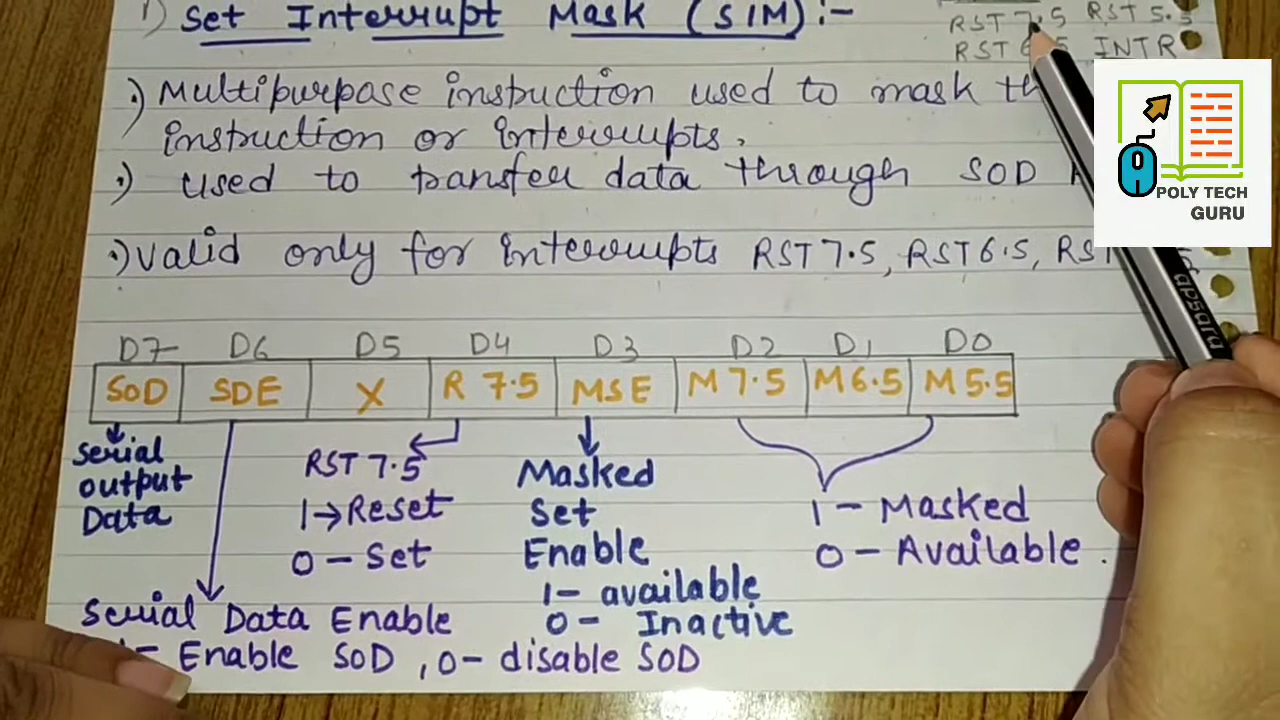 1) Set Interrupt Mask (SIM) :-
RST 7.5 RST 5.5
RST INTR
.) Multipurpose instruction used to mask
instruction or interrupts.
.) used to transfer data through SOD
.) valid only for interrupts RST 7.5, RST 6.5, RST
D7 D6 D5 D4 D3 D2 D1 D0
SOD SDE X R 7.5 MSE M 7.5 M 6.5 M 5.5
Serial
output
Data
RST 7.5
1→Reset
0 - Set
Masked
Set
Enable
1- available
0- Inactive
1 - Masked
0 - Available .
Serial Data Enable
Enable SOD , 0- disable SOD
POLY TECH
GURU
apsara